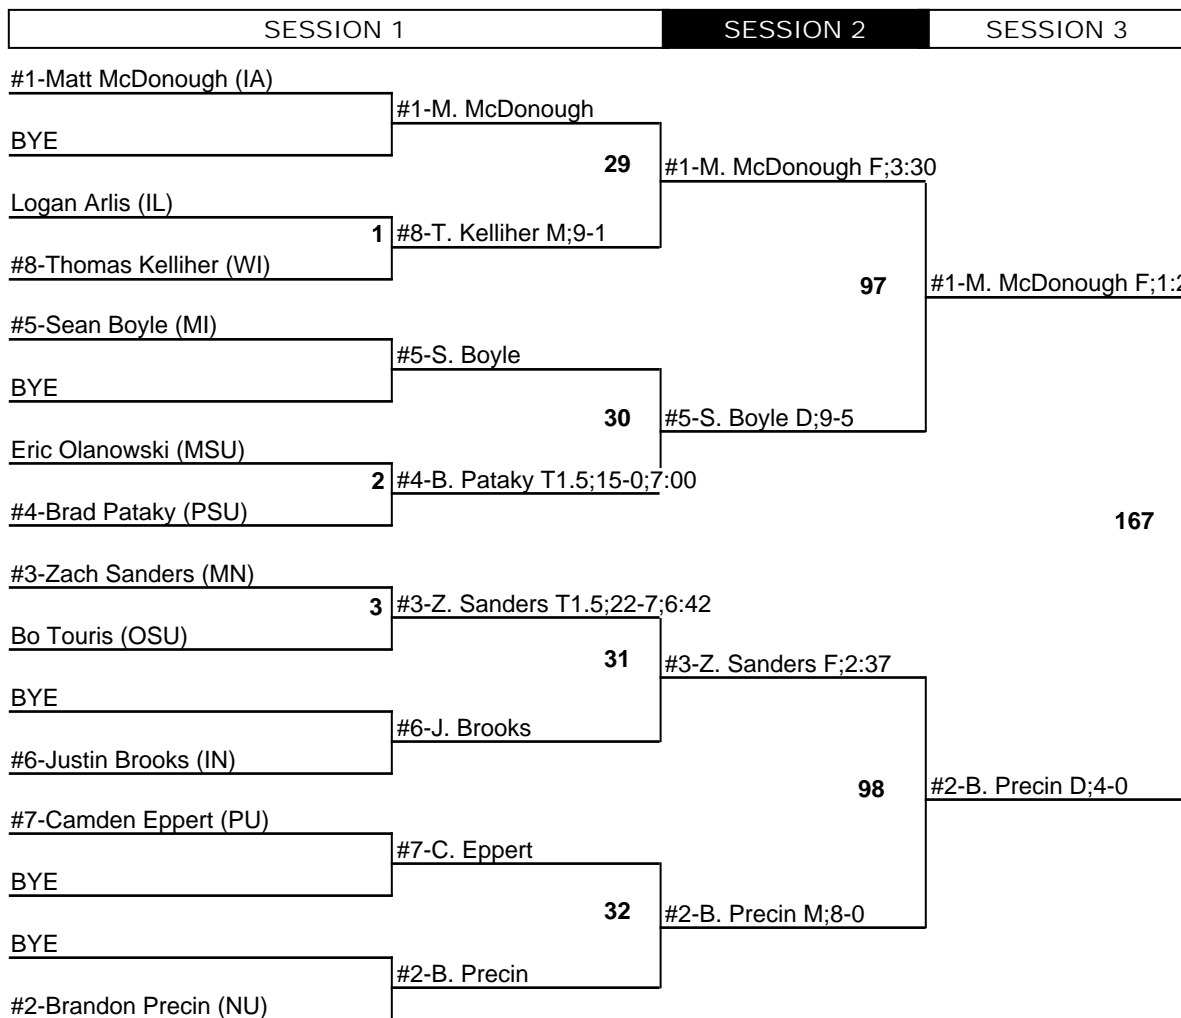 SESSION 1 SESSION 2 SESSION 3
#1-Matt McDonough (IA)
#1-M. McDonough
BYE
29 #1-M. McDonough F;3:30
Logan Arlis (IL)
1 #8-T. Kelliher M;9-1
#8-Thomas Kelliher (WI)
97 #1-M. McDonough F;1:2
#5-Sean Boyle (MI)
#5-S. Boyle
BYE
30 #5-S. Boyle D;9-5
Eric Olanowski (MSU)
2 #4-B. Pataky T1.5;15-0;7:00
#4-Brad Pataky (PSU)
167
#3-Zach Sanders (MN)
3 #3-Z. Sanders T1.5;22-7;6:42
Bo Touris (OSU)
31 #3-Z. Sanders F;2:37
BYE
#6-J. Brooks
#6-Justin Brooks (IN)
98 #2-B. Precin D;4-0
#7-Camden Eppert (PU)
#7-C. Eppert
BYE
32 #2-B. Precin M;8-0
BYE
#2-B. Precin
#2-Brandon Precin (NU)